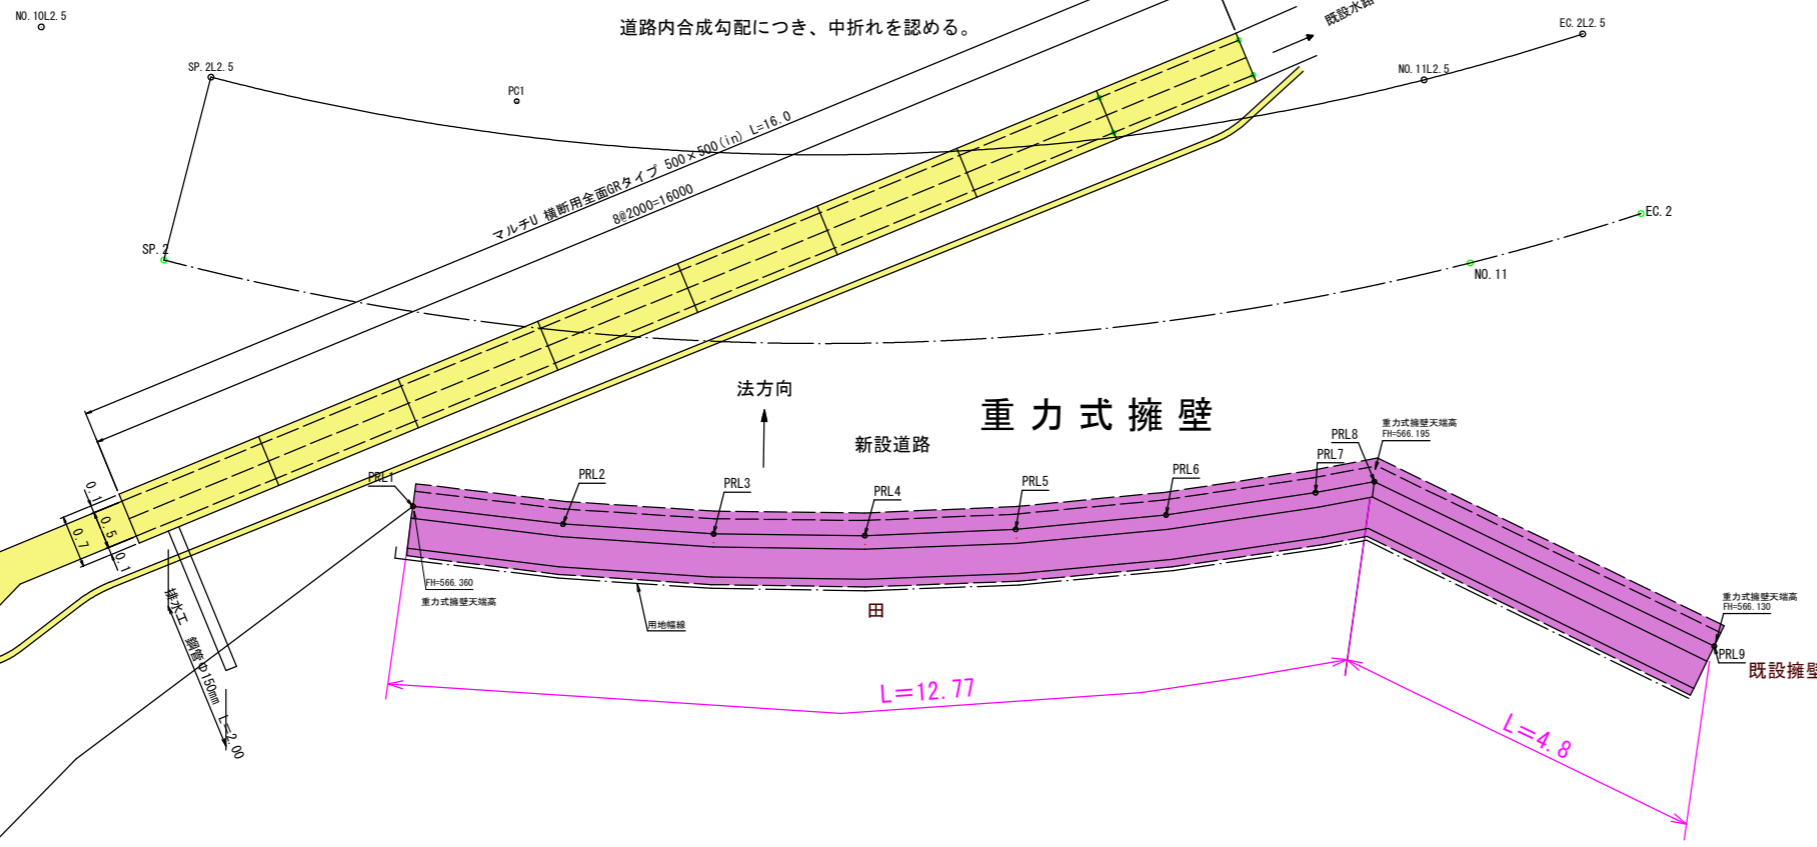 NO.10L2.5
道路内合成勾配につき、中折れを認める。
既設水路
EC.2L2.5
SP.2L2.5
PC1
NO.11L2.5
マルチU 横断用全面GRタイプ 500×500(in) L=16.0
8@2000=16000
SP.2
EC.2
NO.11
法方向
重力式擁壁
新設道路
重力式擁壁天端高
FH=566.195
PRL1
PRL2
PRL3
PRL4
PRL5
PRL6
PRL7
PRL8
0.1
0.5
0.1
0.7
FH=566.360
重力式擁壁天端高
用地幅線
田
重力式擁壁天端高
FH=566.130
PRL9
既設擁壁
排水工 鋼管Φ150mm L=2.00
L=12.77
L=4.8